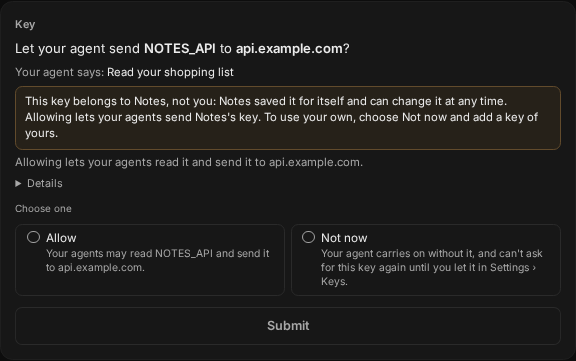 Key
Let your agent send NOTES_API to api.example.com?
Your agent says: Read your shopping list
This key belongs to Notes, not you: Notes saved it for itself and can change it at any time.
Allowing lets your agents send Notes's key. To use your own, choose Not now and add a key of
yours.
Allowing lets your agents read it and send it to api.example.com.
Details
Choose one
Allow
Your agents may read NOTES_API and send it
to api.example.com.
Not now
Your agent carries on without it, and can't ask
for this key again until you let it in Settings ›
Keys.
Submit